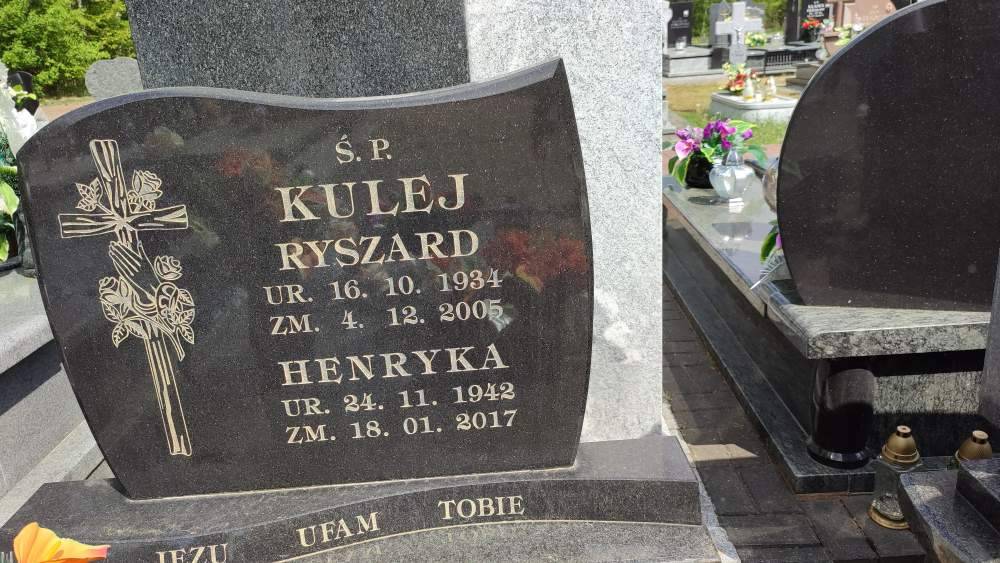 Ś. P.
KULEJ
RYSZARD
UR. 16. 10. 1934
ZM. 4. 12. 2005
HENRYKA
UR. 24. 11. 1942
ZM. 18. 01. 2017
JEZU UFAM TOBIE